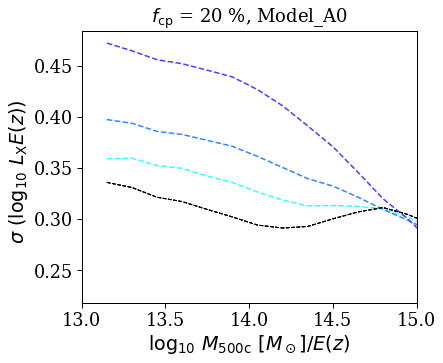 f_cp = 20 %, Model_A0
0.45
0.40
0.35
0.30
0.25
σ (log₁₀ L_X E(z))
13.0 13.5 14.0 14.5 15.0
log₁₀ M₅₀₀c [M_⊙]/E(z)